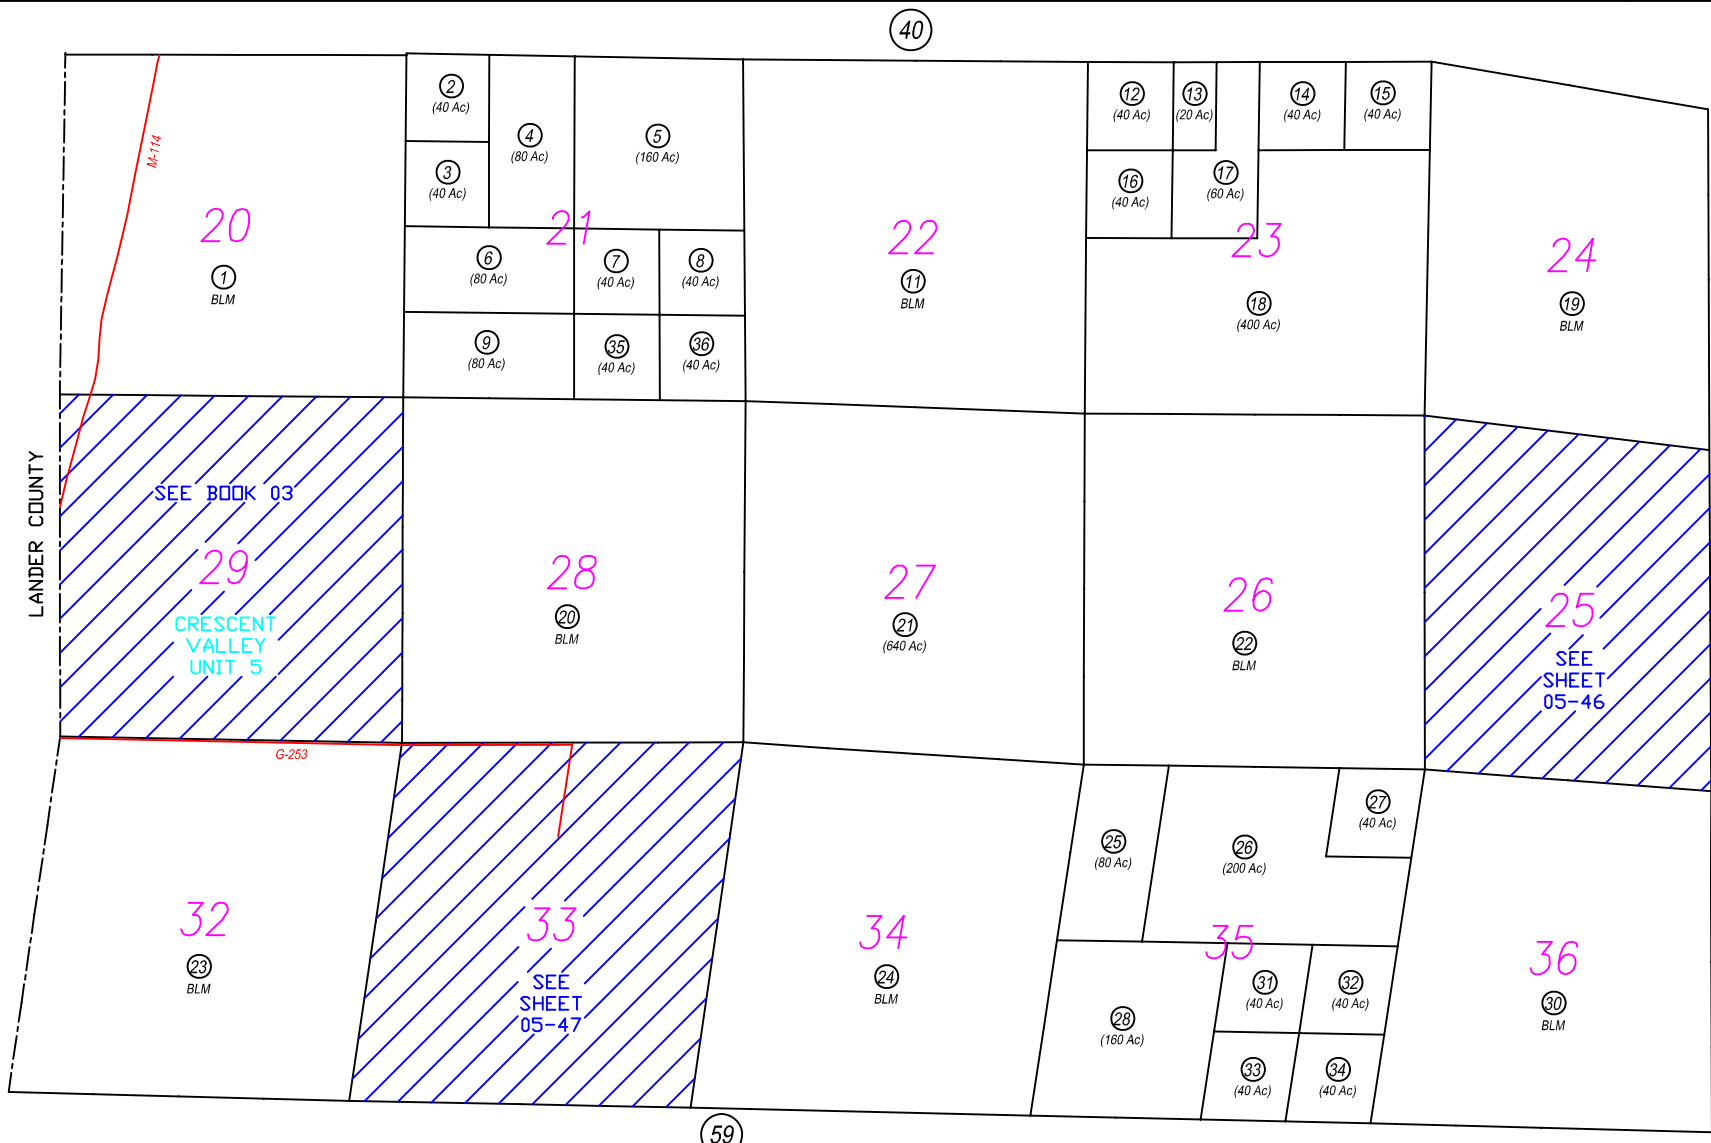 40
M-114
20
1
BLM
2
(40 Ac)
3
(40 Ac)
4
(80 Ac)
5
(160 Ac)
21
6
(80 Ac)
7
(40 Ac)
8
(40 Ac)
9
(80 Ac)
35
(40 Ac)
36
(40 Ac)
22
11
BLM
12
(40 Ac)
13
(20 Ac)
14
(40 Ac)
15
(40 Ac)
16
(40 Ac)
17
(60 Ac)
23
18
(400 Ac)
24
19
BLM
LANDER COUNTY
SEE BOOK 03
29
CRESCENT
VALLEY
UNIT 5
28
20
BLM
27
21
(640 Ac)
26
22
BLM
25
SEE
SHEET
05-46
G-253
32
23
BLM
33
SEE
SHEET
05-47
34
24
BLM
25
(80 Ac)
26
(200 Ac)
27
(40 Ac)
35
28
(160 Ac)
31
(40 Ac)
32
(40 Ac)
33
(40 Ac)
34
(40 Ac)
36
30
BLM
59